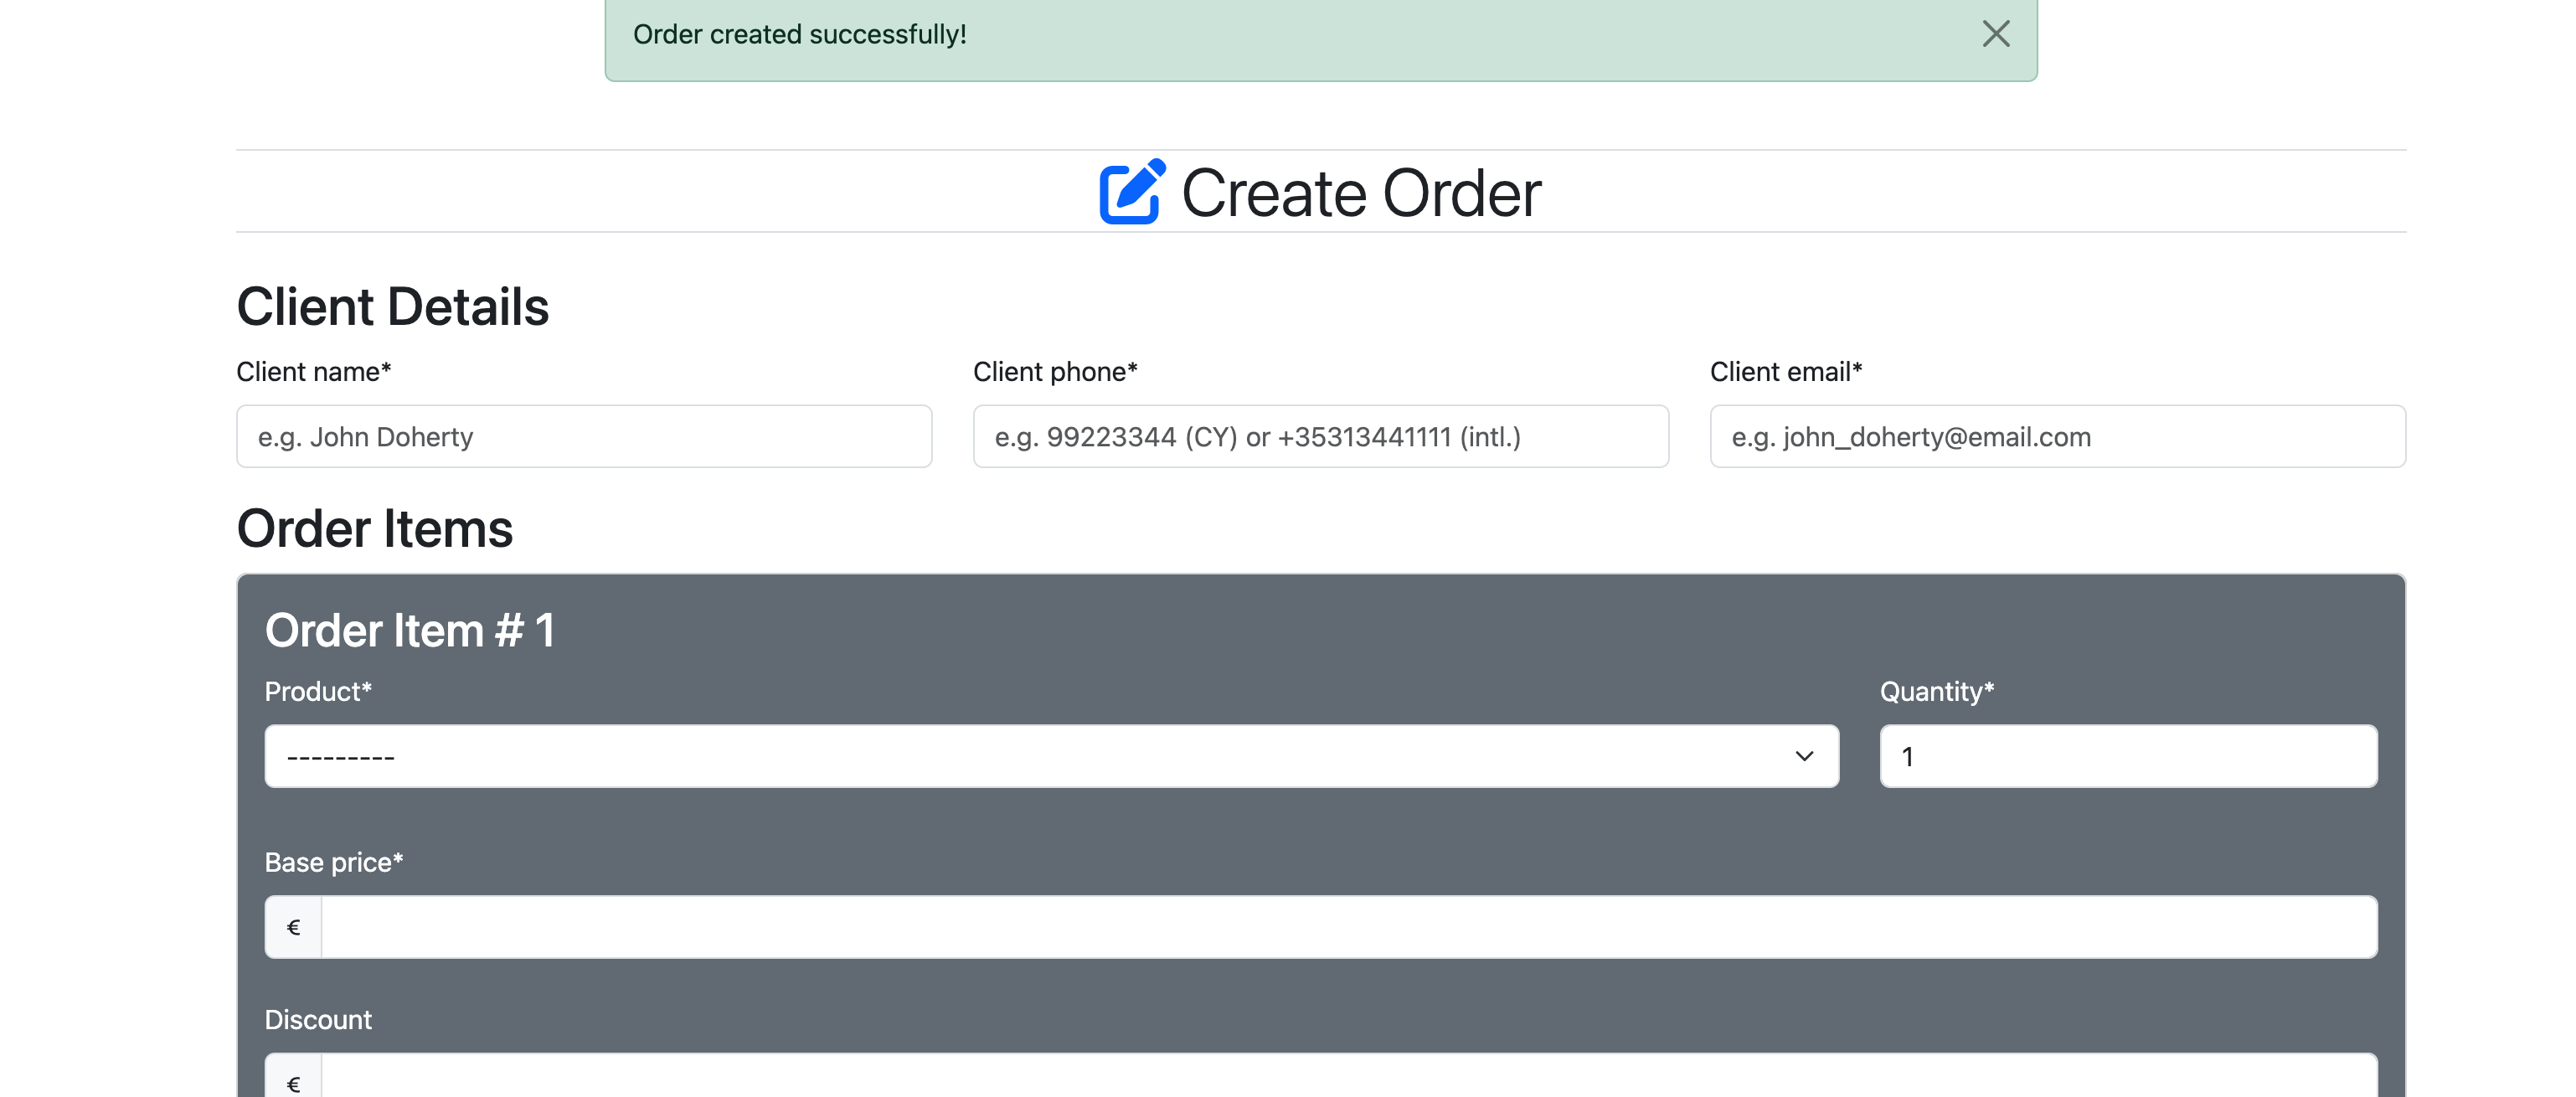 Order created successfully!
Create Order
Client Details
Client name* Client phone* Client email*
e.g. John Doherty e.g. 99223344 (CY) or +35313441111 (intl.) e.g. john_doherty@email.com
Order Items
Order Item # 1
Product* Quantity*
--------- 1
Base price*
€
Discount
€